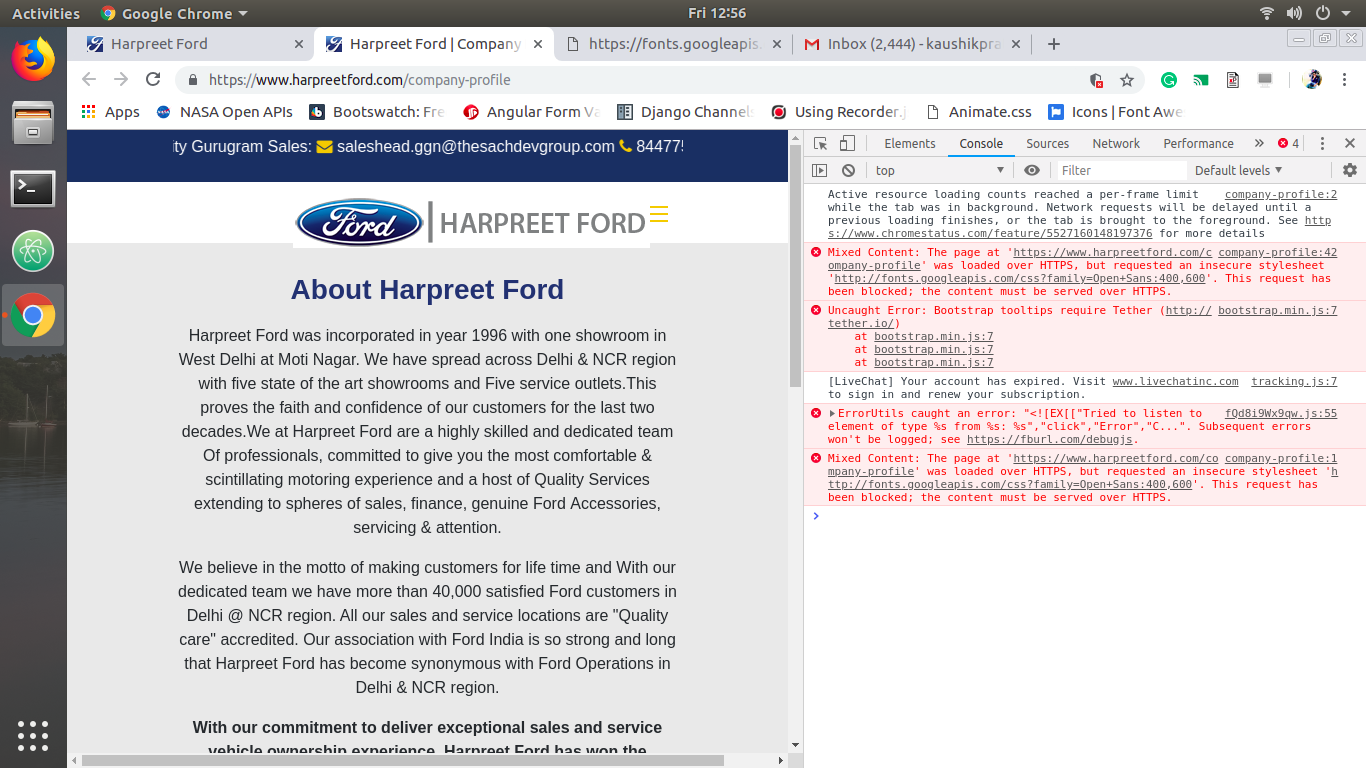 Activities
Google Chrome
Fri 12:56
Harpreet Ford
Harpreet Ford | Company
https://fonts.googleapis.
Inbox (2,444) - kaushikpra
https://www.harpreetford.com/company-profile
Apps
NASA Open APIs
Bootswatch: Fre
Angular Form Va
Django Channels
Using Recorder.j
Animate.css
Icons | Font Awe
ity Gurugram Sales: saleshead.ggn@thesachdevgroup.com 844775
Ford
HARPREET FORD
About Harpreet Ford
Harpreet Ford was incorporated in year 1996 with one showroom in
West Delhi at Moti Nagar. We have spread across Delhi & NCR region
with five state of the art showrooms and Five service outlets.This
proves the faith and confidence of our customers for the last two
decades.We at Harpreet Ford are a highly skilled and dedicated team
Of professionals, committed to give you the most comfortable &
scintillating motoring experience and a host of Quality Services
extending to spheres of sales, finance, genuine Ford Accessories,
servicing & attention.
We believe in the motto of making customers for life time and With our
dedicated team we have more than 40,000 satisfied Ford customers in
Delhi @ NCR region. All our sales and service locations are "Quality
care" accredited. Our association with Ford India is so strong and long
that Harpreet Ford has become synonymous with Ford Operations in
Delhi & NCR region.
With our commitment to deliver exceptional sales and service
vehicle ownership experience, Harpreet Ford has won the
Elements
Console
Sources
Network
Performance
4
top
Filter
Default levels
Active resource loading counts reached a per-frame limit company-profile:2
while the tab was in background. Network requests will be delayed until a
previous loading finishes, or the tab is brought to the foreground. See http
s://www.chromestatus.com/feature/5527160148197376 for more details
Mixed Content: The page at 'https://www.harpreetford.com/c company-profile:42
ompany-profile' was loaded over HTTPS, but requested an insecure stylesheet
'http://fonts.googleapis.com/css?family=Open+Sans:400,600'. This request has
been blocked; the content must be served over HTTPS.
Uncaught Error: Bootstrap tooltips require Tether (http:// bootstrap.min.js:7
tether.io/)
at bootstrap.min.js:7
at bootstrap.min.js:7
at bootstrap.min.js:7
[LiveChat] Your account has expired. Visit www.livechatinc.com tracking.js:7
to sign in and renew your subscription.
ErrorUtils caught an error: "<![EX[["Tried to listen to fQd8i9Wx9qw.js:55
element of type %s from %s: %s","click","Error","C...". Subsequent errors
won't be logged; see https://fburl.com/debugjs.
Mixed Content: The page at 'https://www.harpreetford.com/co company-profile:1
mpany-profile' was loaded over HTTPS, but requested an insecure stylesheet 'h
ttp://fonts.googleapis.com/css?family=Open+Sans:400,600'. This request has
been blocked; the content must be served over HTTPS.